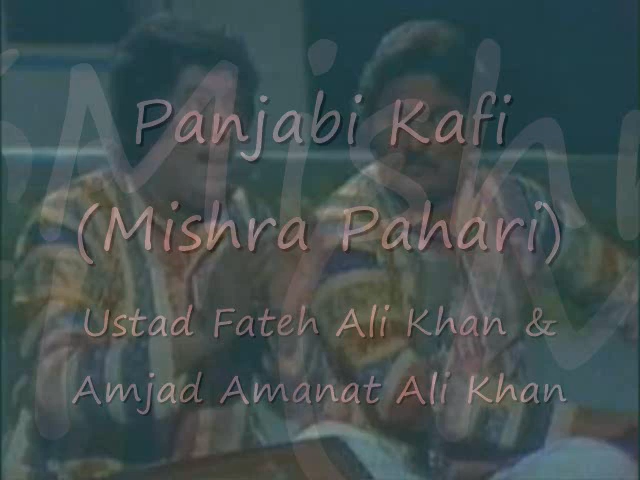 Panjabi Kafi
(Mishra Pahari)
Ustad Fateh Ali Khan &
Amjad Amanat Ali Khan